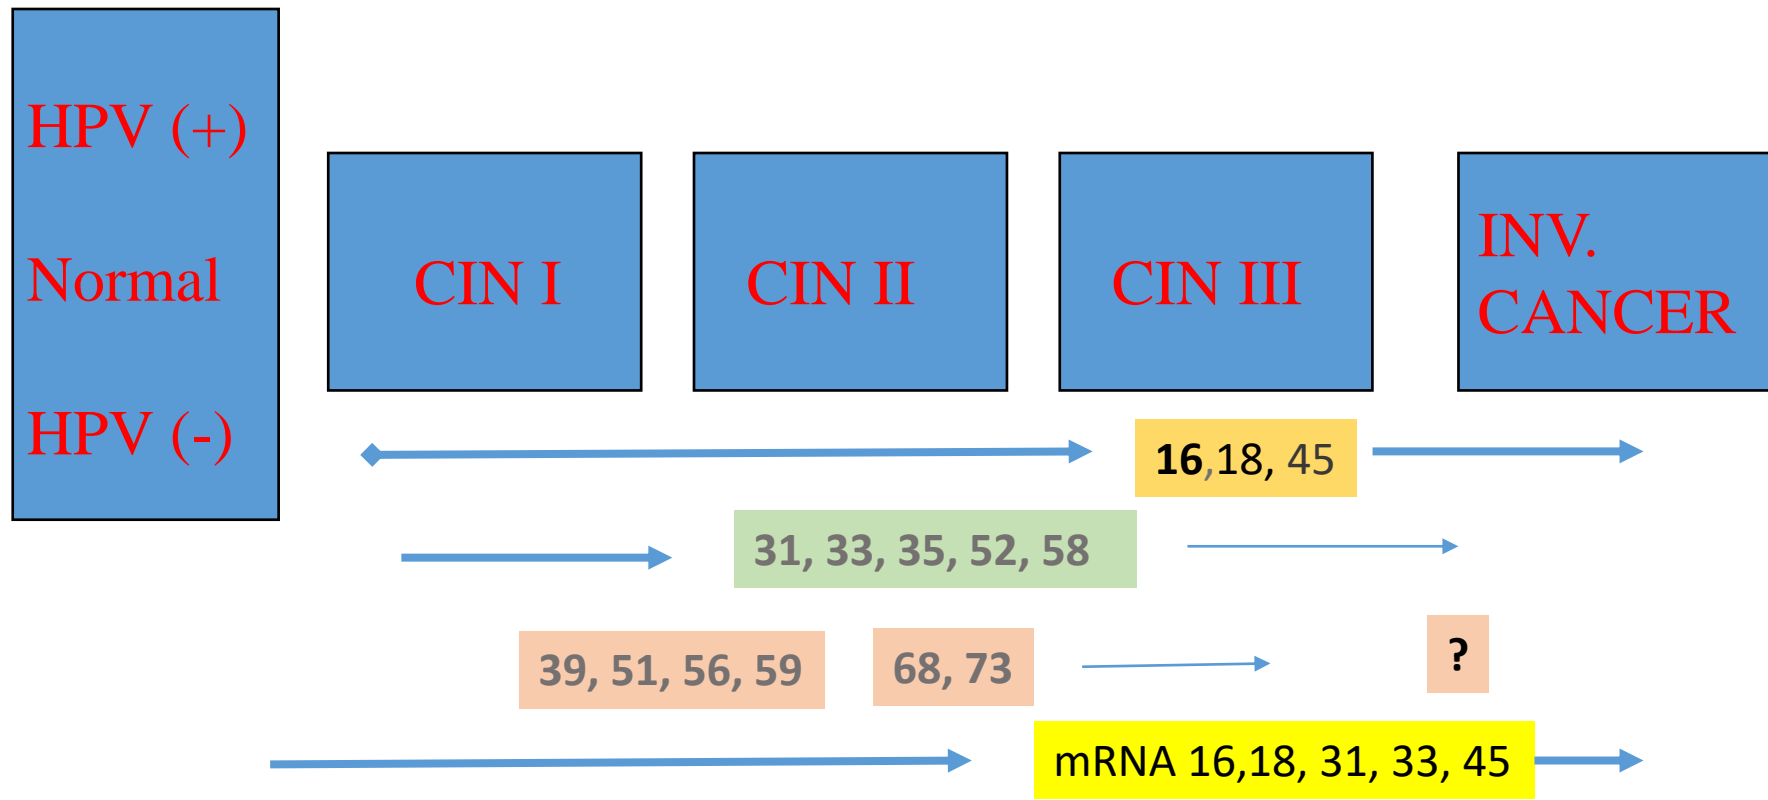 HPV (+)
Normal
HPV (-)
CIN I
CIN II
CIN III
INV.
CANCER
16,18, 45
31, 33, 35, 52, 58
39, 51, 56, 59
68, 73
?
mRNA 16,18, 31, 33, 45